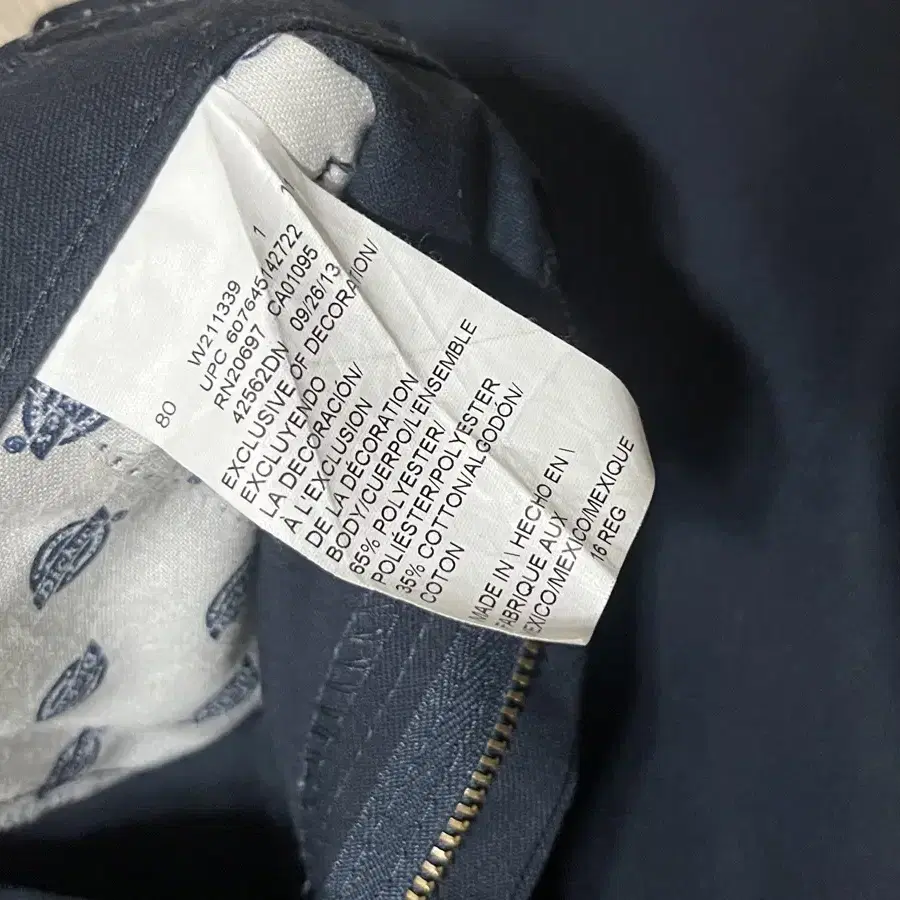 W211339 1
UPC 607645142722
RN20697 CA01095
42562DN 09/26/13
80
EXCLUSIVE OF DECORATION/
EXCLUYENDO
LA DECORACIÓN/
À L'EXCLUSION
DE LA DÉCORATION
BODY/CUERPO/L'ENSEMBLE
65% POLYESTER/
POLIÉSTER/POLYESTER
35% COTTON/ALGODÓN/
COTON
MADE IN \ HECHO EN \
FABRIQUE AUX
MEXICO/MEXICO/MEXIQUE
16 REG
DICKIES